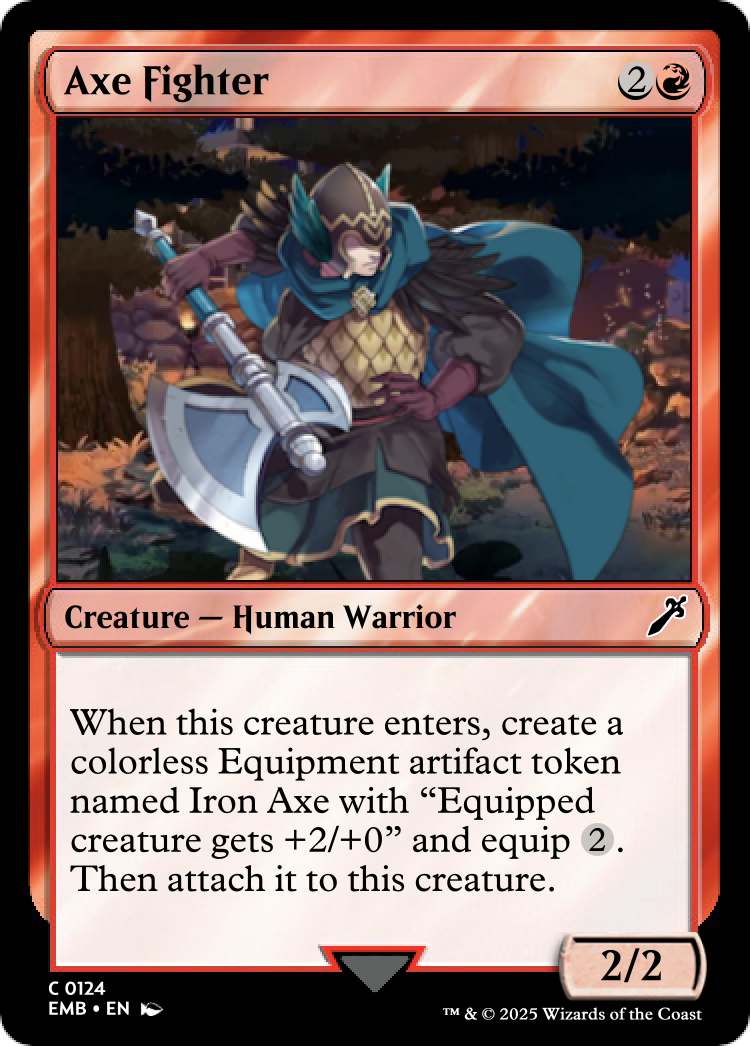 Axe Fighter 2
Creature — Human Warrior
When this creature enters, create a
colorless Equipment artifact token
named Iron Axe with “Equipped
creature gets +2/+0” and equip 2.
Then attach it to this creature.
2/2
C 0124
EMB • EN
™ & © 2025 Wizards of the Coast